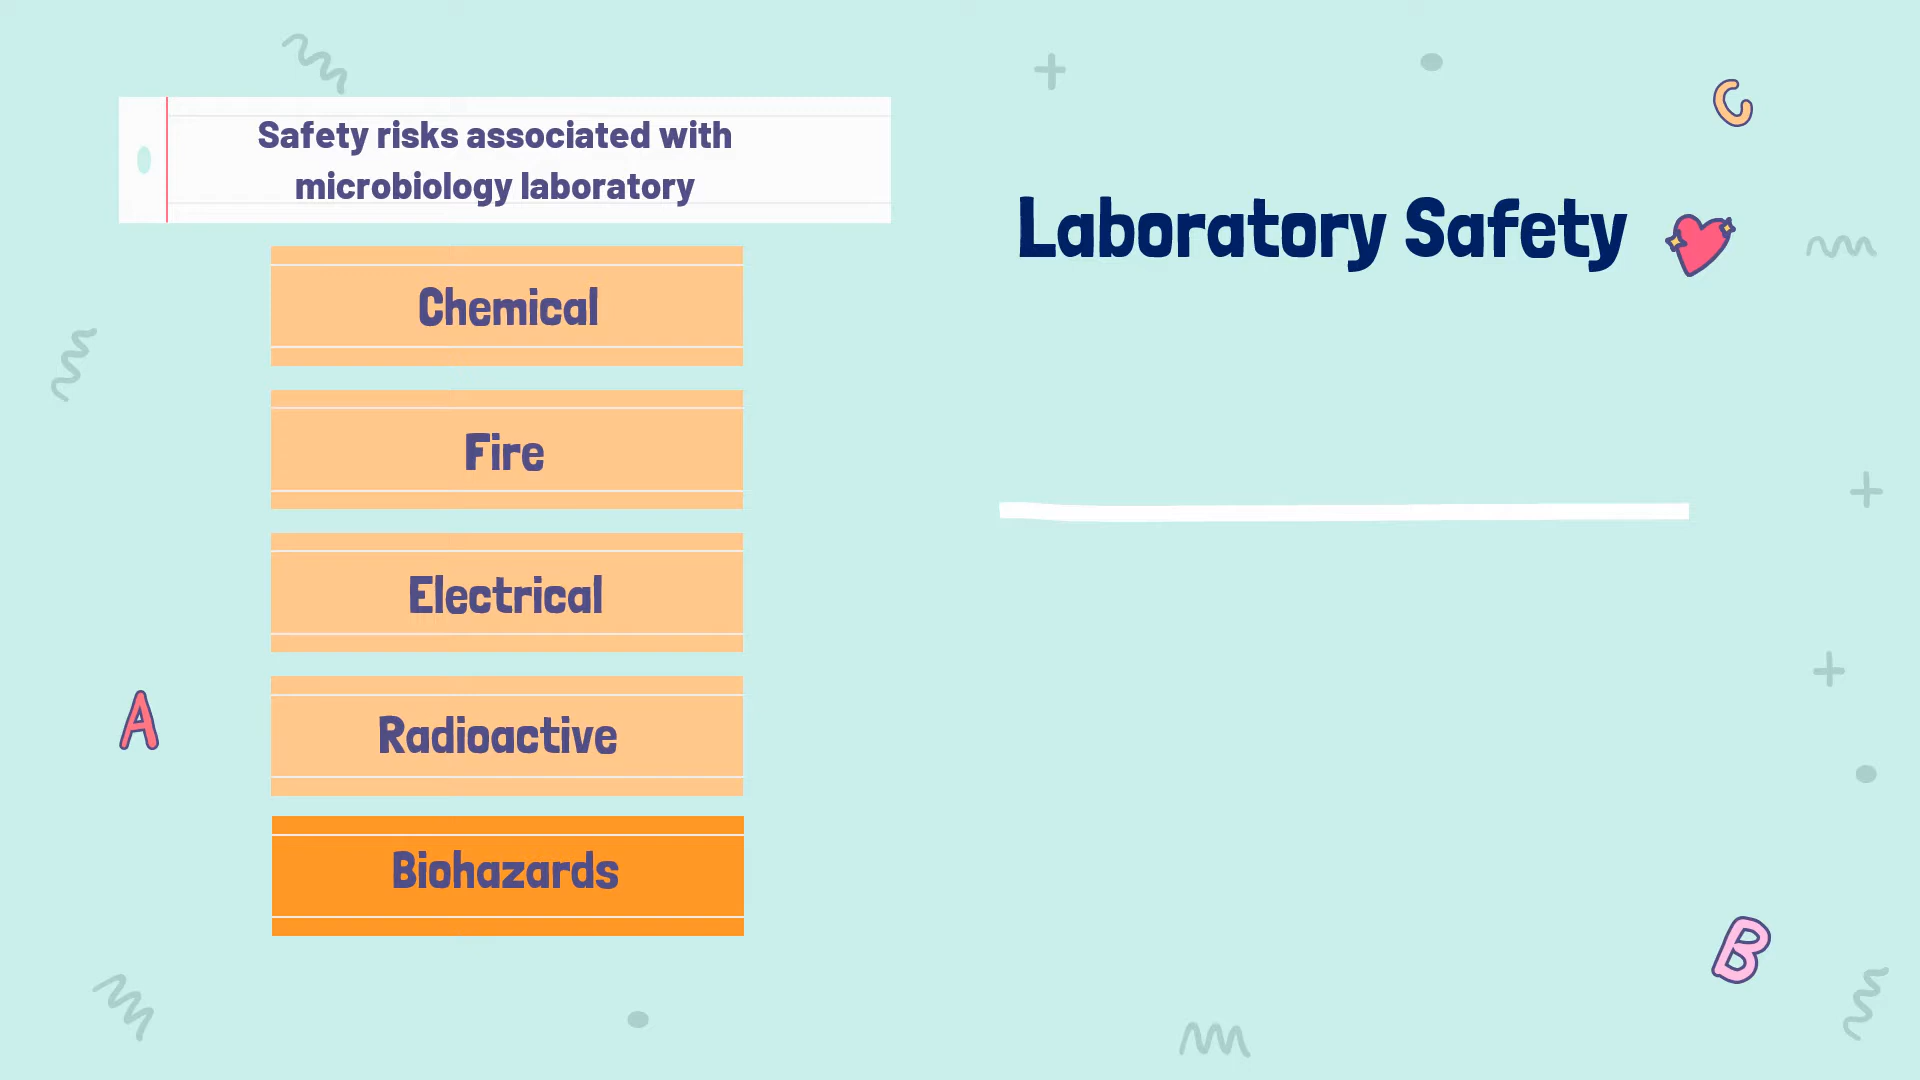 Safety risks associated with
microbiology laboratory
Chemical
Fire
Electrical
Radioactive
Biohazards
Laboratory Safety
A
C
B